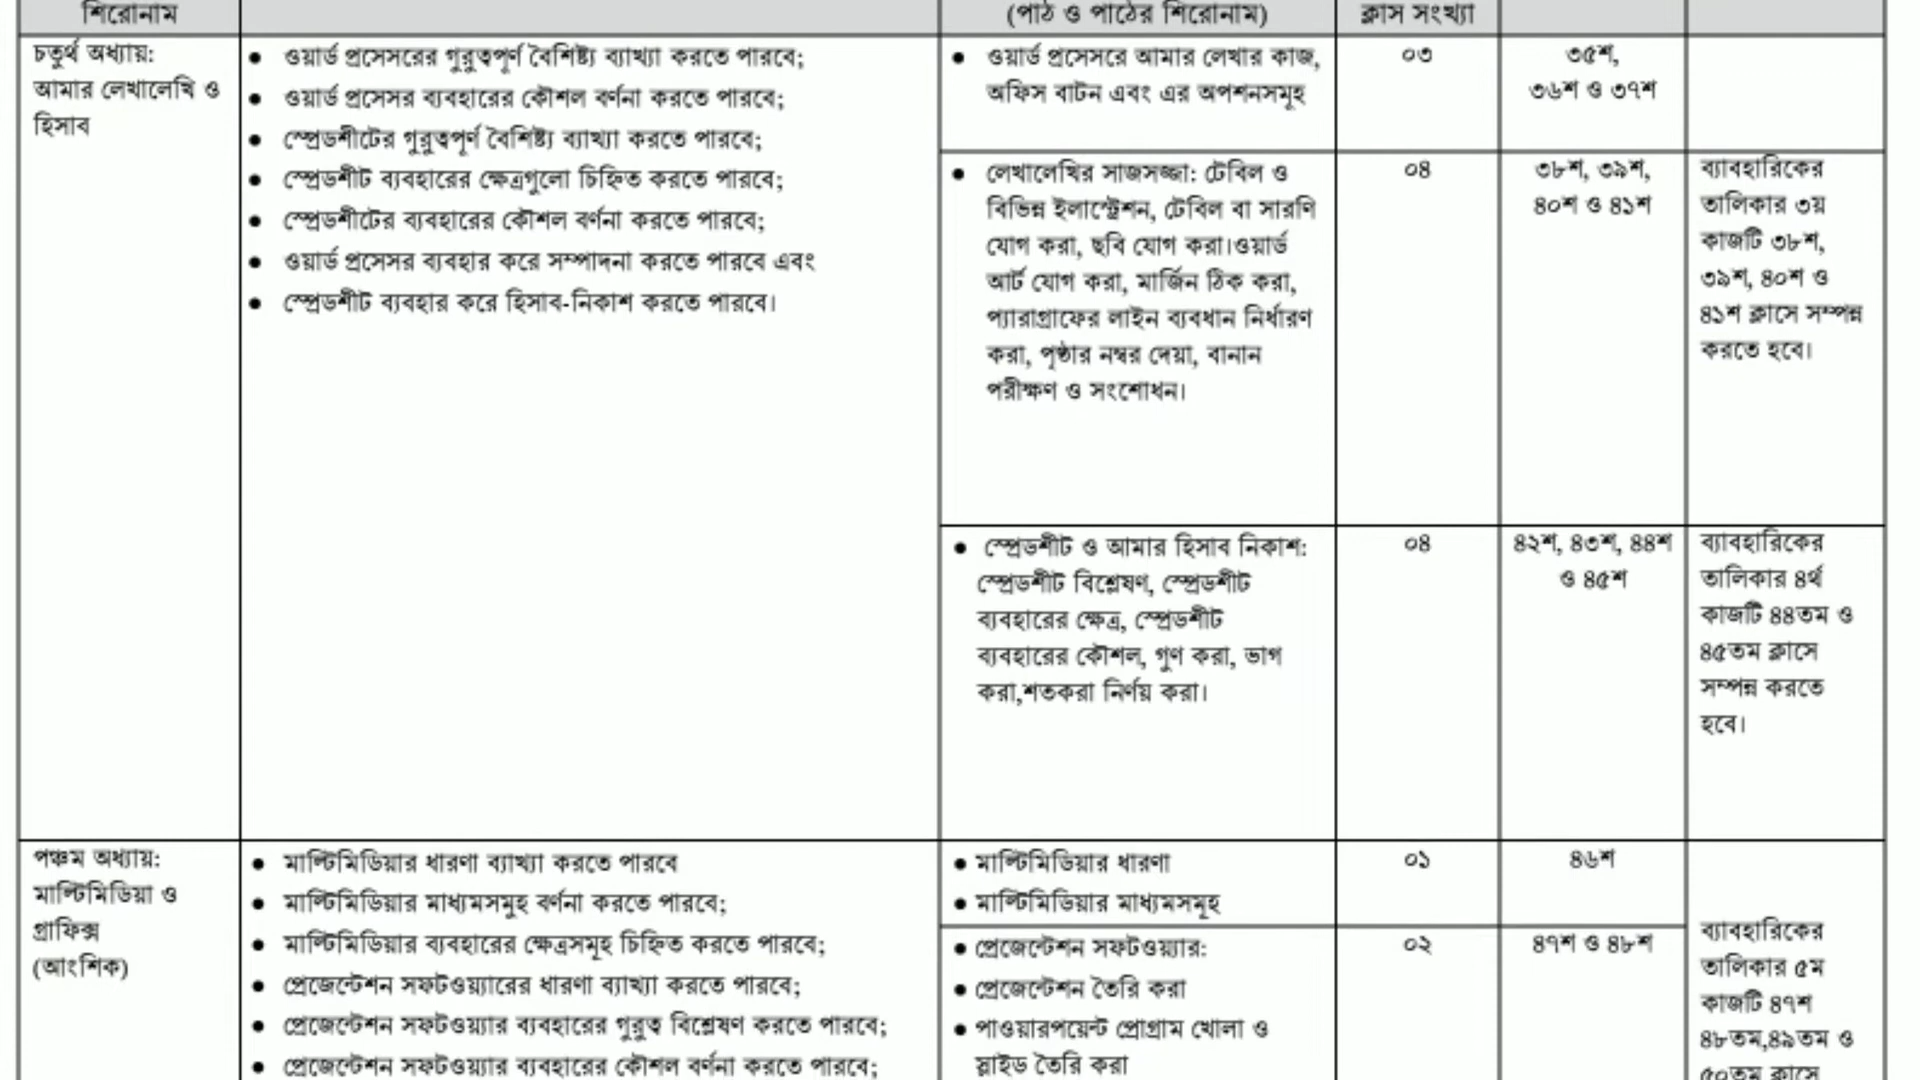 শিরোনাম
(পাঠ ও পাঠের শিরোনাম)
ক্লাস সংখ্যা
চতুর্থ অধ্যায়:
আমার লেখালেখি ও
হিসাব
● ওয়ার্ড প্রসেসরের গুরুত্বপূর্ণ বৈশিষ্ট্য ব্যাখ্যা করতে পারবে;
● ওয়ার্ড প্রসেসর ব্যবহারের কৌশল বর্ণনা করতে পারবে;
● স্প্রেডশীটের গুরুত্বপূর্ণ বৈশিষ্ট্য ব্যাখ্যা করতে পারবে;
● স্প্রেডশীট ব্যবহারের ক্ষেত্রগুলো চিহ্নিত করতে পারবে;
● স্প্রেডশীটের ব্যবহারের কৌশল বর্ণনা করতে পারবে;
● ওয়ার্ড প্রসেসর ব্যবহার করে সম্পাদনা করতে পারবে এবং
● স্প্রেডশীট ব্যবহার করে হিসাব-নিকাশ করতে পারবে।
● ওয়ার্ড প্রসেসরে আমার লেখার কাজ,
অফিস বাটন এবং এর অপশনসমূহ
০৩
৩৫শ,
৩৬শ ও ৩৭শ
● লেখালেখির সাজসজ্জা: টেবিল ও
বিভিন্ন ইলাস্ট্রেশন, টেবিল বা সারণি
যোগ করা, ছবি যোগ করা।ওয়ার্ড
আর্ট যোগ করা, মার্জিন ঠিক করা,
প্যারাগ্রাফের লাইন ব্যবধান নির্ধারণ
করা, পৃষ্ঠার নম্বর দেয়া, বানান
পরীক্ষণ ও সংশোধন।
০৪
৩৮শ, ৩৯শ,
৪০শ ও ৪১শ
ব্যাবহারিকের
তালিকার ৩য়
কাজটি ৩৮শ,
৩৯শ, ৪০শ ও
৪১শ ক্লাসে সম্পন্ন
করতে হবে।
● স্প্রেডশীট ও আমার হিসাব নিকাশ:
স্প্রেডশীট বিশ্লেষণ, স্প্রেডশীট
ব্যবহারের ক্ষেত্র, স্প্রেডশীট
ব্যবহারের কৌশল, গুণ করা, ভাগ
করা,শতকরা নির্ণয় করা।
০৪
৪২শ, ৪৩শ, ৪৪শ
ও ৪৫শ
ব্যাবহারিকের
তালিকার ৪র্থ
কাজটি ৪৪তম ও
৪৫তম ক্লাসে
সম্পন্ন করতে
হবে।
পঞ্চম অধ্যায়:
মাল্টিমিডিয়া ও
গ্রাফিক্স
(আংশিক)
● মাল্টিমিডিয়ার ধারণা ব্যাখ্যা করতে পারবে
● মাল্টিমিডিয়ার মাধ্যমসমুহ বর্ণনা করতে পারবে;
● মাল্টিমিডিয়ার ব্যবহারের ক্ষেত্রসমূহ চিহ্নিত করতে পারবে;
● প্রেজেন্টেশন সফটওয়্যারের ধারণা ব্যাখ্যা করতে পারবে;
● প্রেজেন্টেশন সফটওয়্যার ব্যবহারের গুরুত্ব বিশ্লেষণ করতে পারবে;
● প্রেজেন্টেশন সফটওয়্যার ব্যবহারের কৌশল বর্ণনা করতে পারবে;
● মাল্টিমিডিয়ার ধারণা
● মাল্টিমিডিয়ার মাধ্যমসমূহ
০১
৪৬শ
● প্রেজেন্টেশন সফটওয়্যার:
● প্রেজেন্টেশন তৈরি করা
● পাওয়ারপয়েন্ট প্রোগ্রাম খোলা ও
স্লাইড তৈরি করা
০২
৪৭শ ও ৪৮শ
ব্যাবহারিকের
তালিকার ৫ম
কাজটি ৪৭শ
৪৮তম,৪৯তম ও
৫০তম ক্লাসে